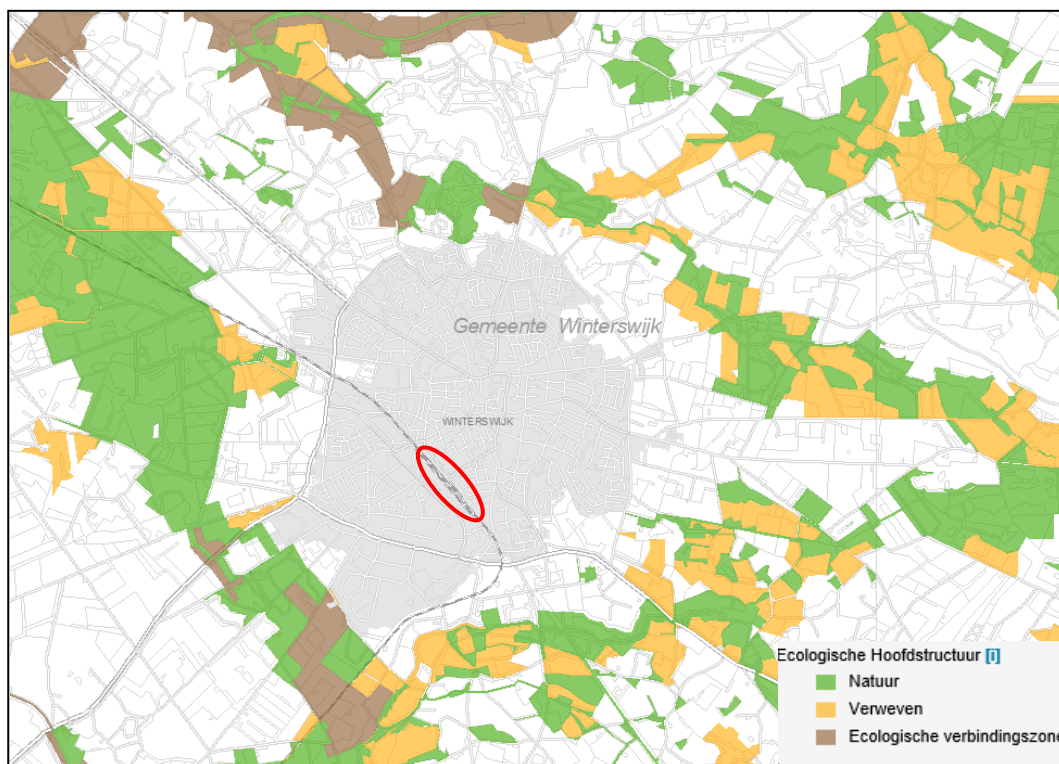 Gemeente Winterswijk
WINTERSWIJK
Ecologische Hoofdstructuur [i]
Natuur
Verweven
Ecologische verbindingszone